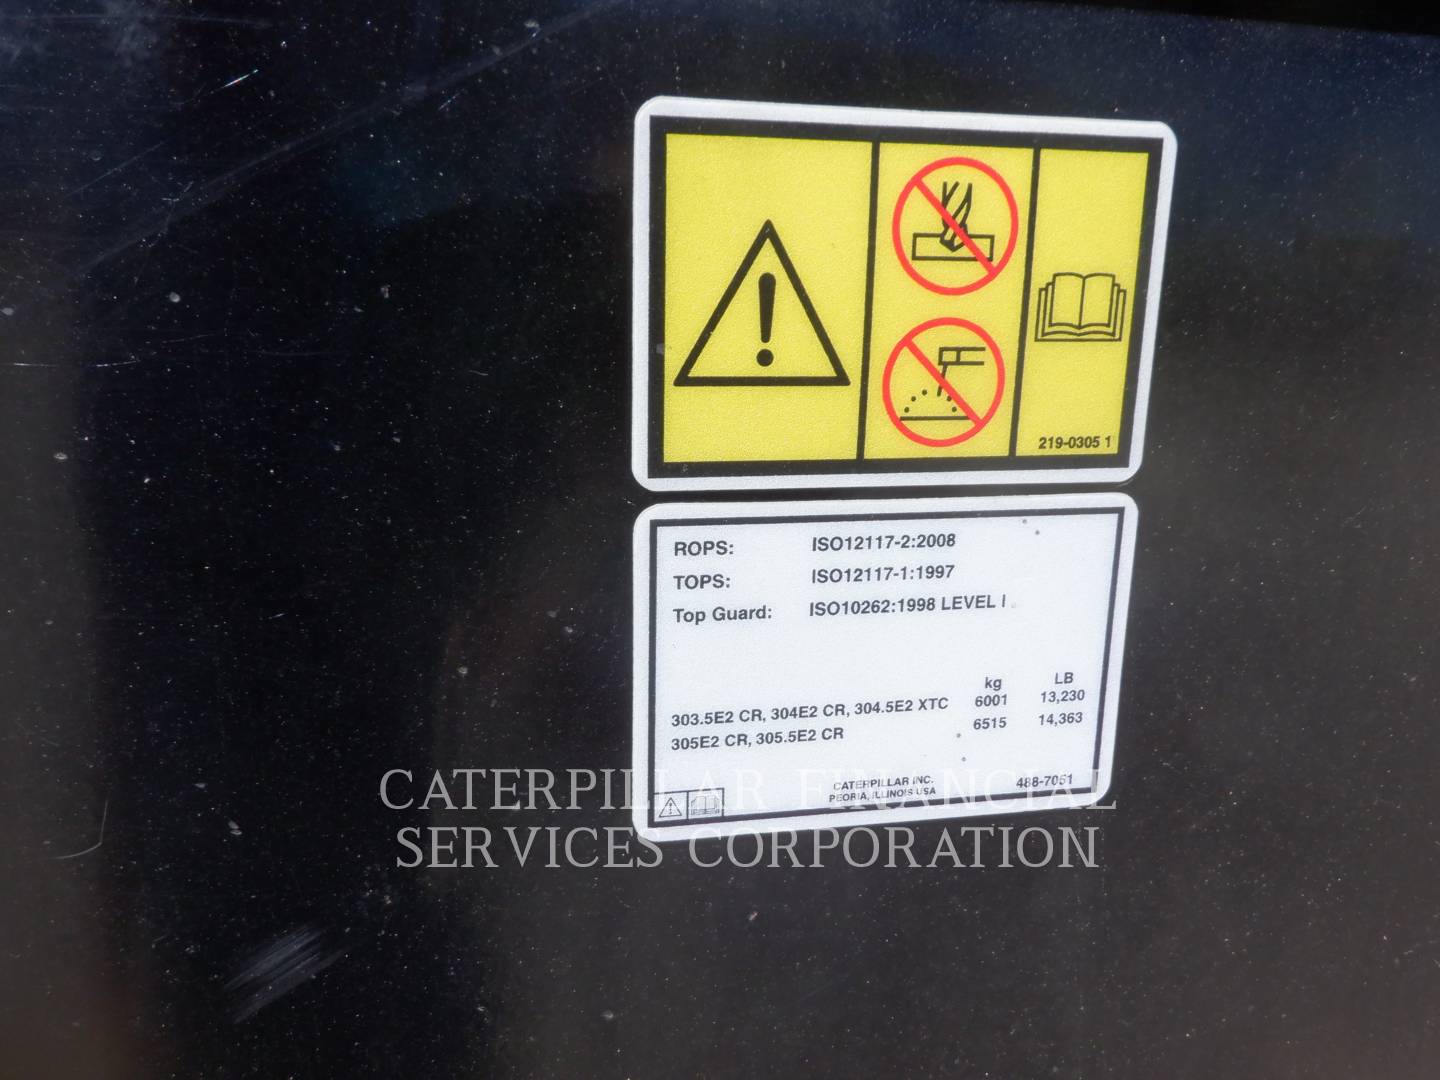 219-0305 1
ROPS: ISO12117-2:2008
TOPS: ISO12117-1:1997
Top Guard: ISO10262:1998 LEVEL I
kg LB
303.5E2 CR, 304E2 CR, 304.5E2 XTC 6001 13,230
305E2 CR, 305.5E2 CR 6515 14,363
CATERPILLAR INC. 488-7051
PEORIA, ILLINOIS USA
CATERPILLAR FINANCIAL
SERVICES CORPORATION